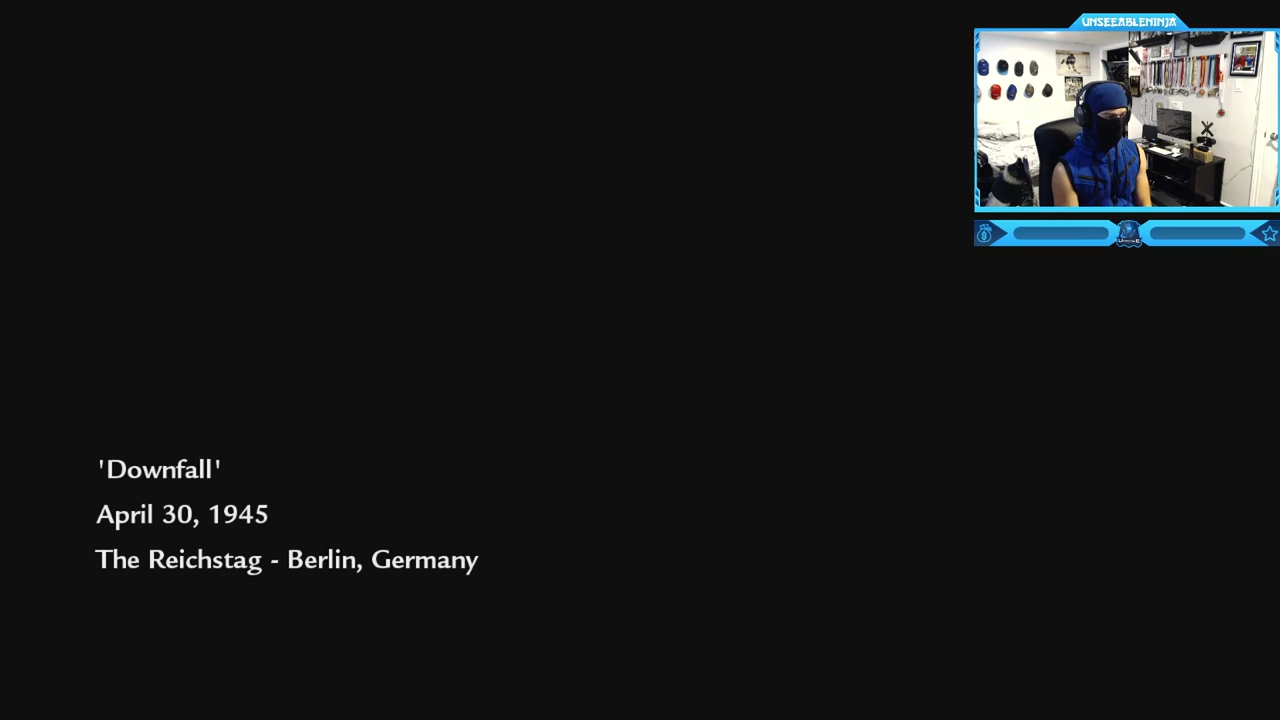 UNSEEABLENINJA
'Downfall'
April 30, 1945
The Reichstag - Berlin, Germany